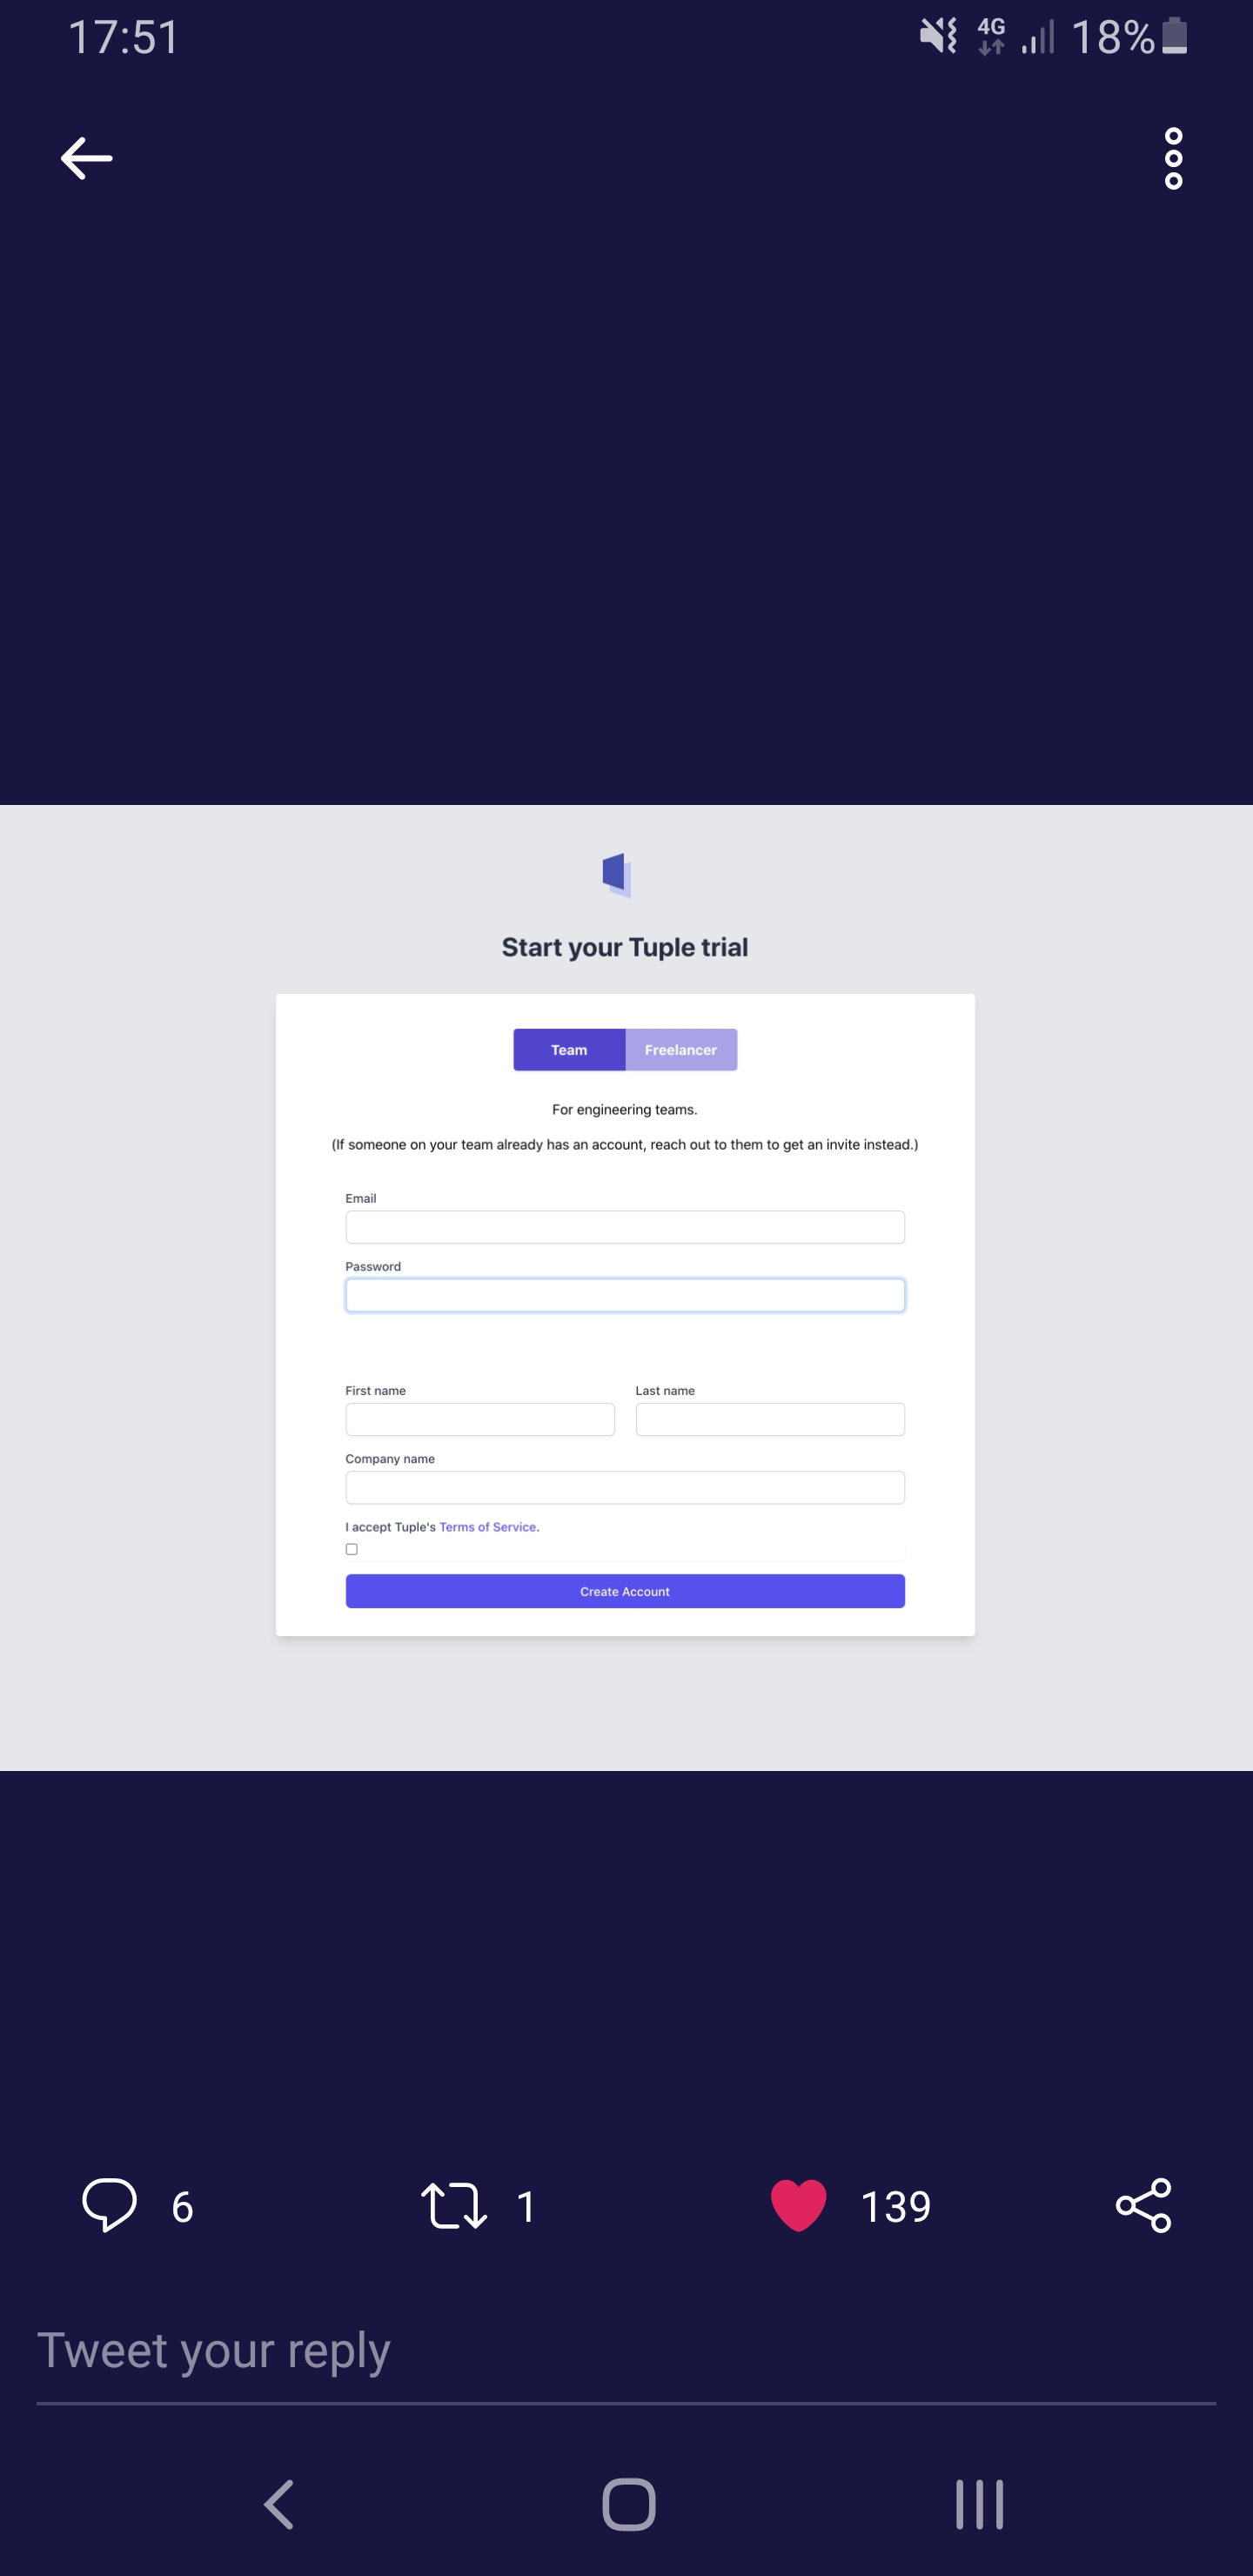 17:51 4G 18%
Start your Tuple trial
Team Freelancer
For engineering teams.
(If someone on your team already has an account, reach out to them to get an invite instead.)
Email
Password
First name Last name
Company name
I accept Tuple's Terms of Service.
Create Account
6 1 139
Tweet your reply